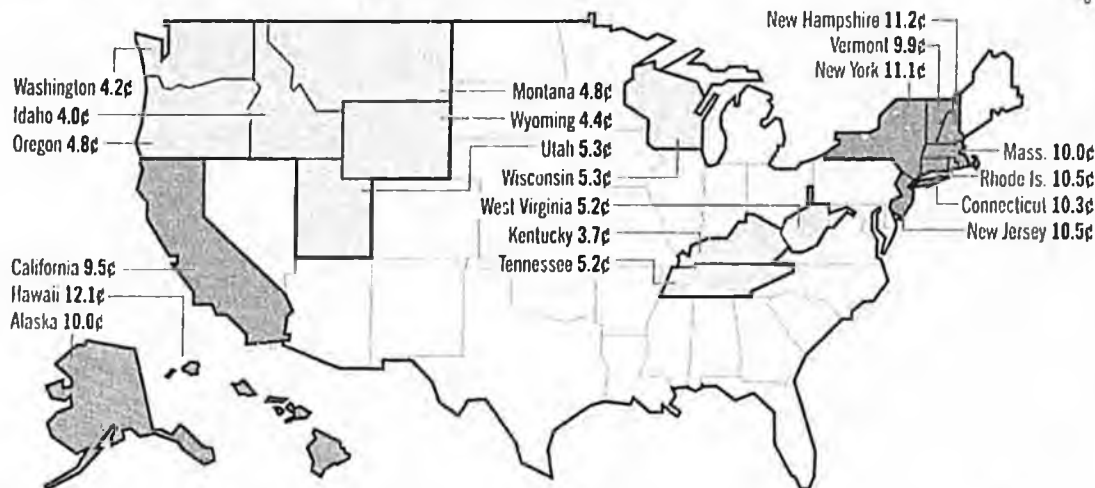 New Hampshire 11.2¢
Vermont 9.9¢
New York 11.1¢
Washington 4.2¢
Idaho 4.0¢
Oregon 4.8¢
Montana 4.8¢
Wyoming 4.4¢
Utah 5.3¢
Wisconsin 5.3¢
West Virginia 5.2¢
Kentucky 3.7¢
Tennessee 5.2¢
Mass. 10.0¢
Rhode Is. 10.5¢
Connecticut 10.3¢
New Jersey 10.5¢
California 9.5¢
Hawaii 12.1¢
Alaska 10.0¢